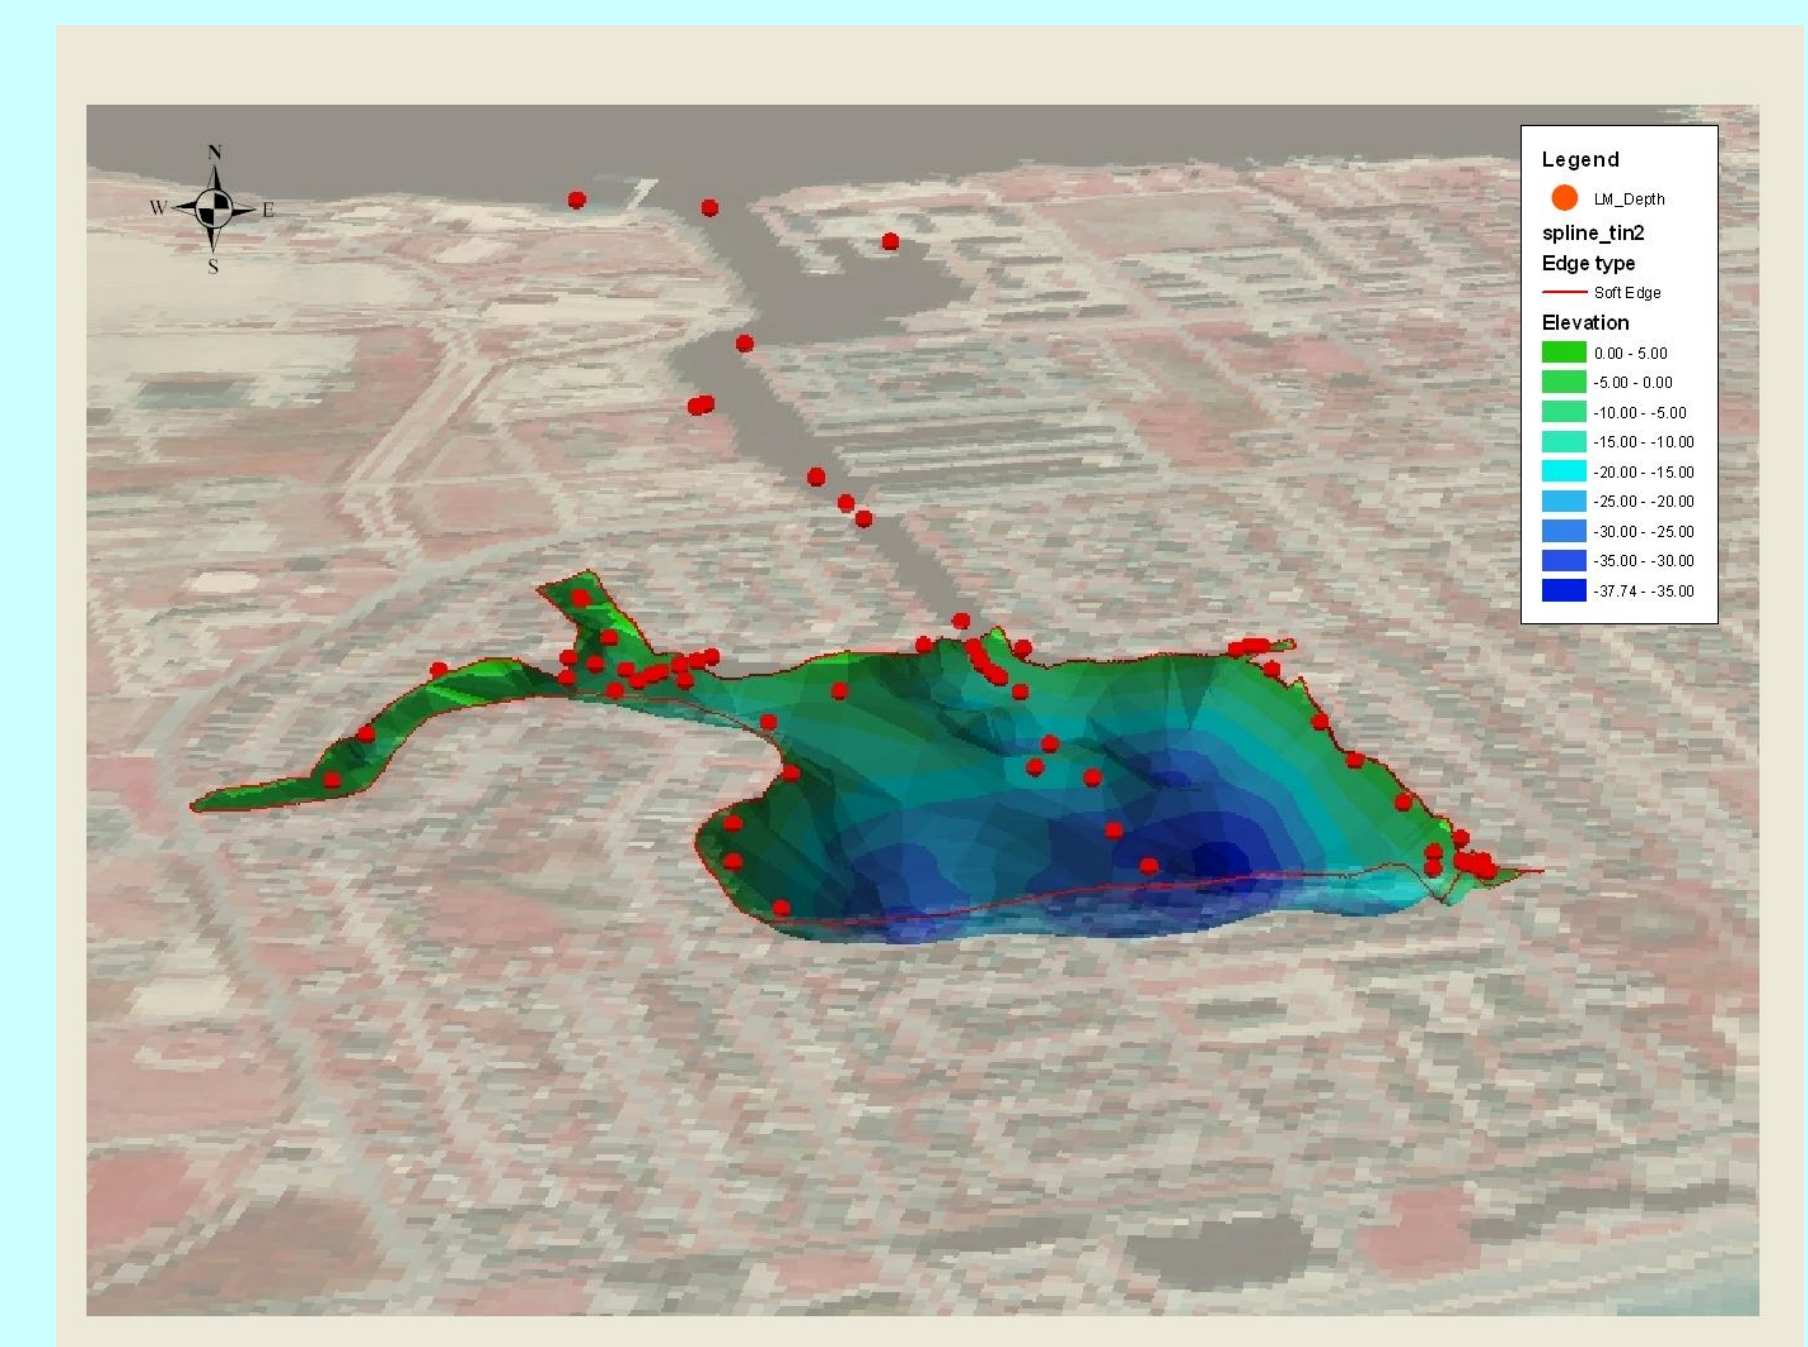 N
W E
S
Legend
LM_Depth
spline_tin2
Edge type
Soft Edge
Elevation
0.00 - 5.00
-5.00 - 0.00
-10.00 - -5.00
-15.00 - -10.00
-20.00 - -15.00
-25.00 - -20.00
-30.00 - -25.00
-35.00 - -30.00
-37.74 - -35.00